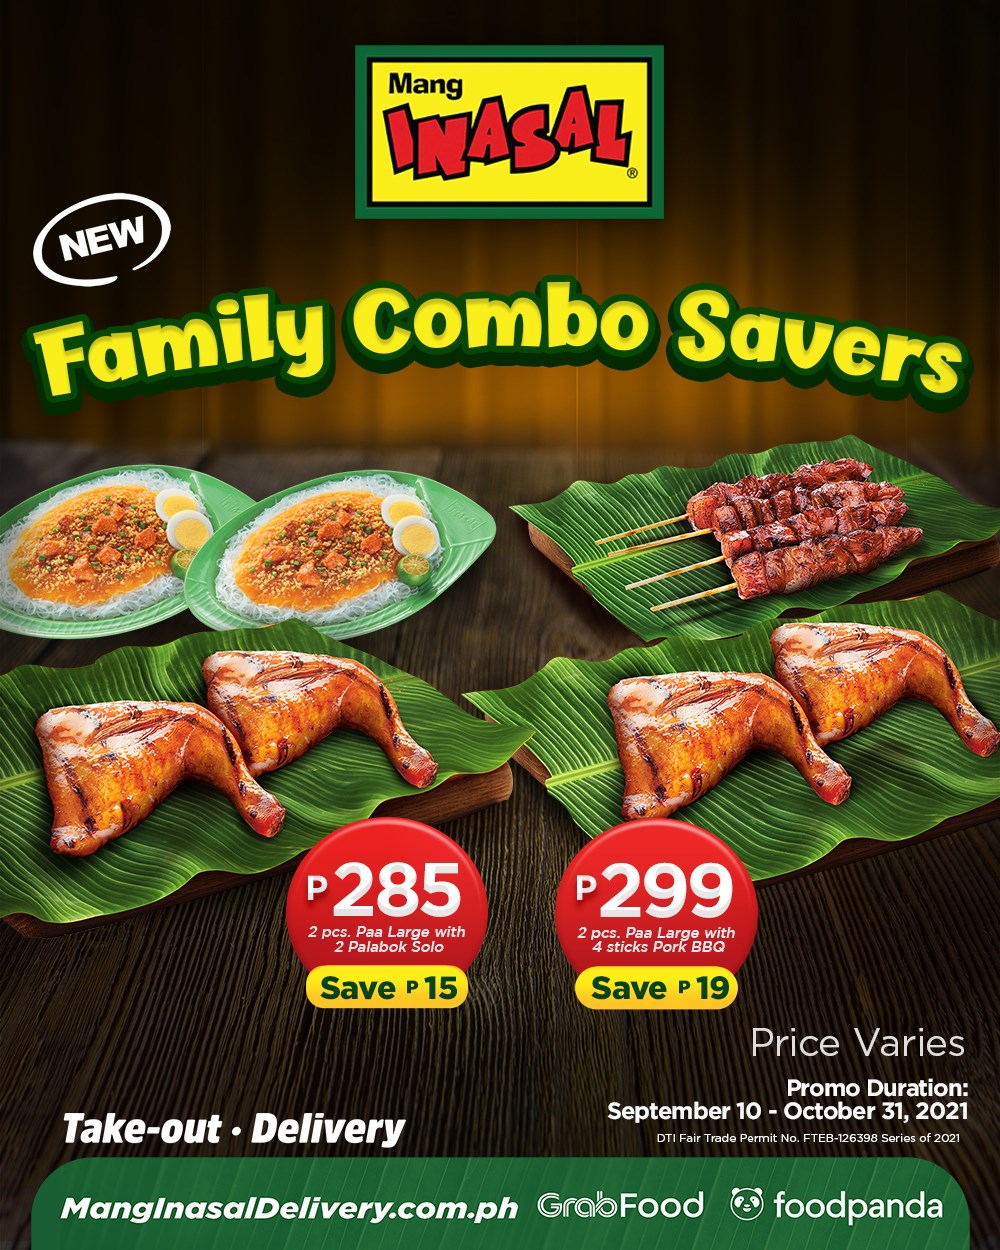 Mang
INASAL
®
NEW
Family Combo Savers
P285
2 pcs. Paa Large with
2 Palabok Solo
Save P15
P299
2 pcs. Paa Large with
4 sticks Pork BBQ
Save P19
Price Varies
Promo Duration:
September 10 - October 31, 2021
DTI Fair Trade Permit No. FTEB-126398 Series of 2021
Take-out • Delivery
MangInasalDelivery.com.ph GrabFood foodpanda